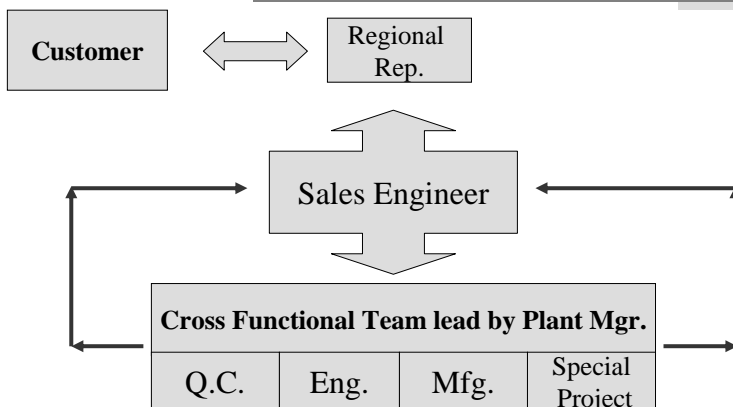 Customer
Regional
Rep.
Sales Engineer
Cross Functional Team lead by Plant Mgr.
Q.C.
Eng.
Mfg.
Special
Project